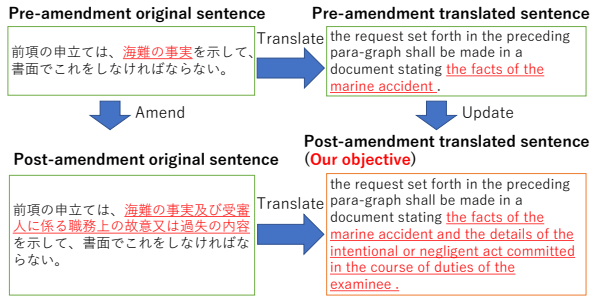 Pre-amendment original sentence
前項の申立ては、海難の事実を示して、
書面でこれをしなければならない。
Translate
Pre-amendment translated sentence
the request set forth in the preceding
para-graph shall be made in a
document stating the facts of the
marine accident .
Amend
Update
Post-amendment original sentence
前項の申立ては、海難の事実及び受審
人に係る職務上の故意又は過失の内容
を示して、書面でこれをしなければな
らない。
Translate
Post-amendment translated sentence
(Our objective)
the request set forth in the preceding
para-graph shall be made in a
document stating the facts of the
marine accident and the details of the
intentional or negligent act committed
in the course of duties of the
examinee .